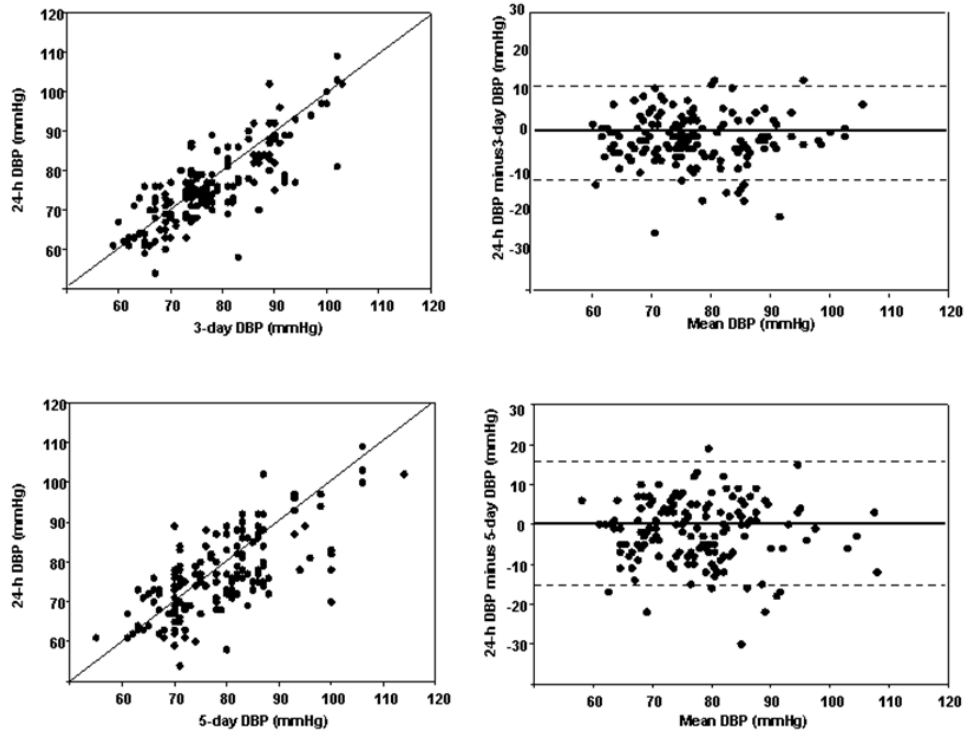 120
110
100
90
80
70
60
24-h DBP (mmHg)
60 70 80 90 100 110 120
3-day DBP (mmHg)
30
20
10
0
-10
-20
-30
24-h DBP minus3-day DBP (mmHg)
60 70 80 90 100 110 120
Mean DBP (mmHg)
120
110
100
90
80
70
60
24-h DBP (mmHg)
60 70 80 90 100 110 120
5-day DBP (mmHg)
30
20
10
0
-10
-20
-30
24-h DBP minus 5-day DBP (mmHg)
60 70 80 90 100 110 120
Mean DBP (mmHg)